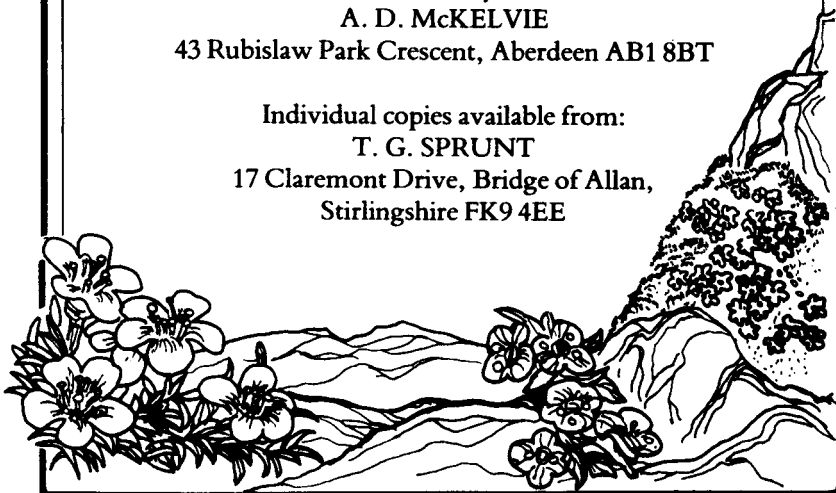 A. D. McKELVIE
43 Rubislaw Park Crescent, Aberdeen AB1 8BT
Individual copies available from:
T. G. SPRUNT
17 Claremont Drive, Bridge of Allan,
Stirlingshire FK9 4EE